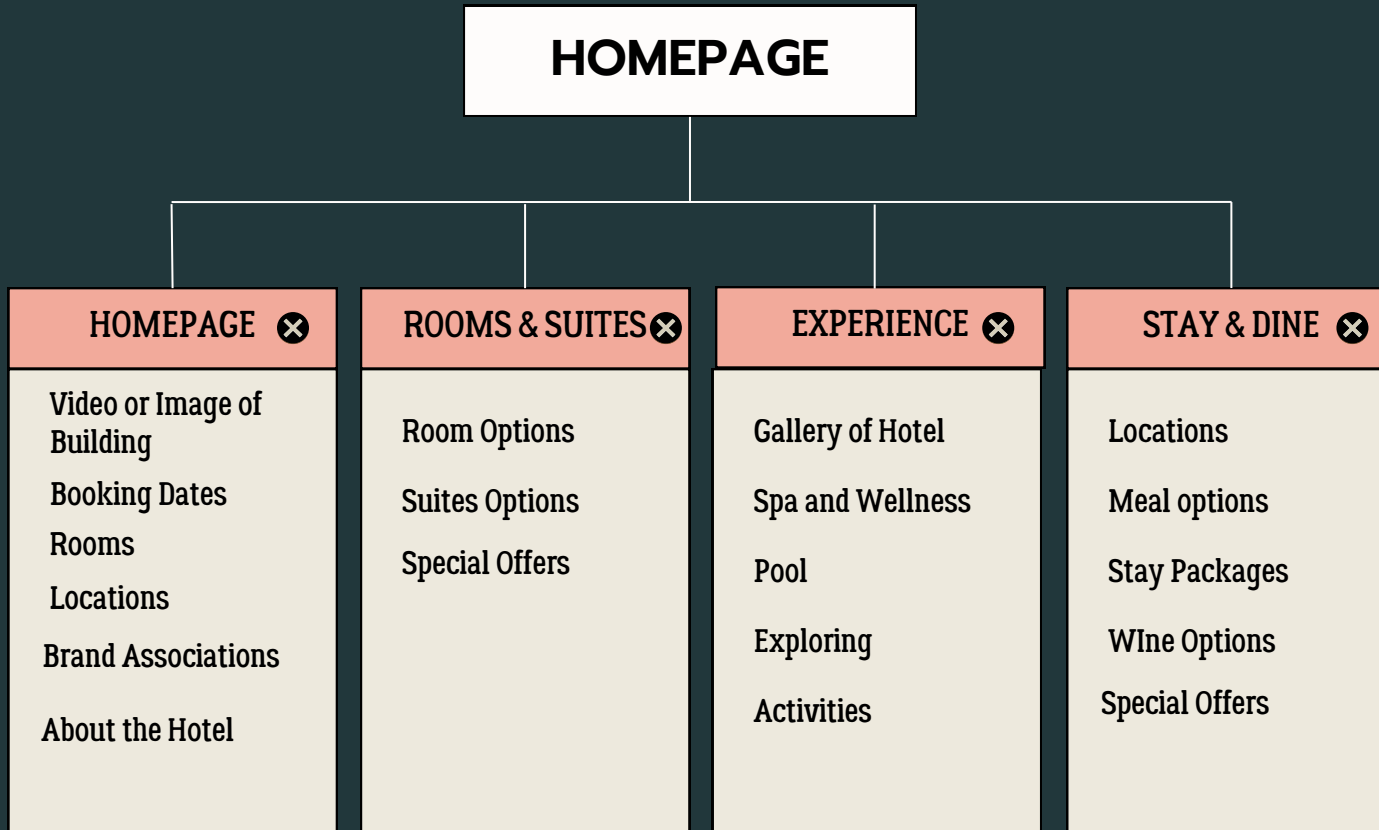 HOMEPAGE
HOMEPAGE
Video or Image of
Building
Booking Dates
Rooms
Locations
Brand Associations
About the Hotel
ROOMS & SUITES
Room Options
Suites Options
Special Offers
EXPERIENCE
Gallery of Hotel
Spa and Wellness
Pool
Exploring
Activities
STAY & DINE
Locations
Meal options
Stay Packages
WIne Options
Special Offers